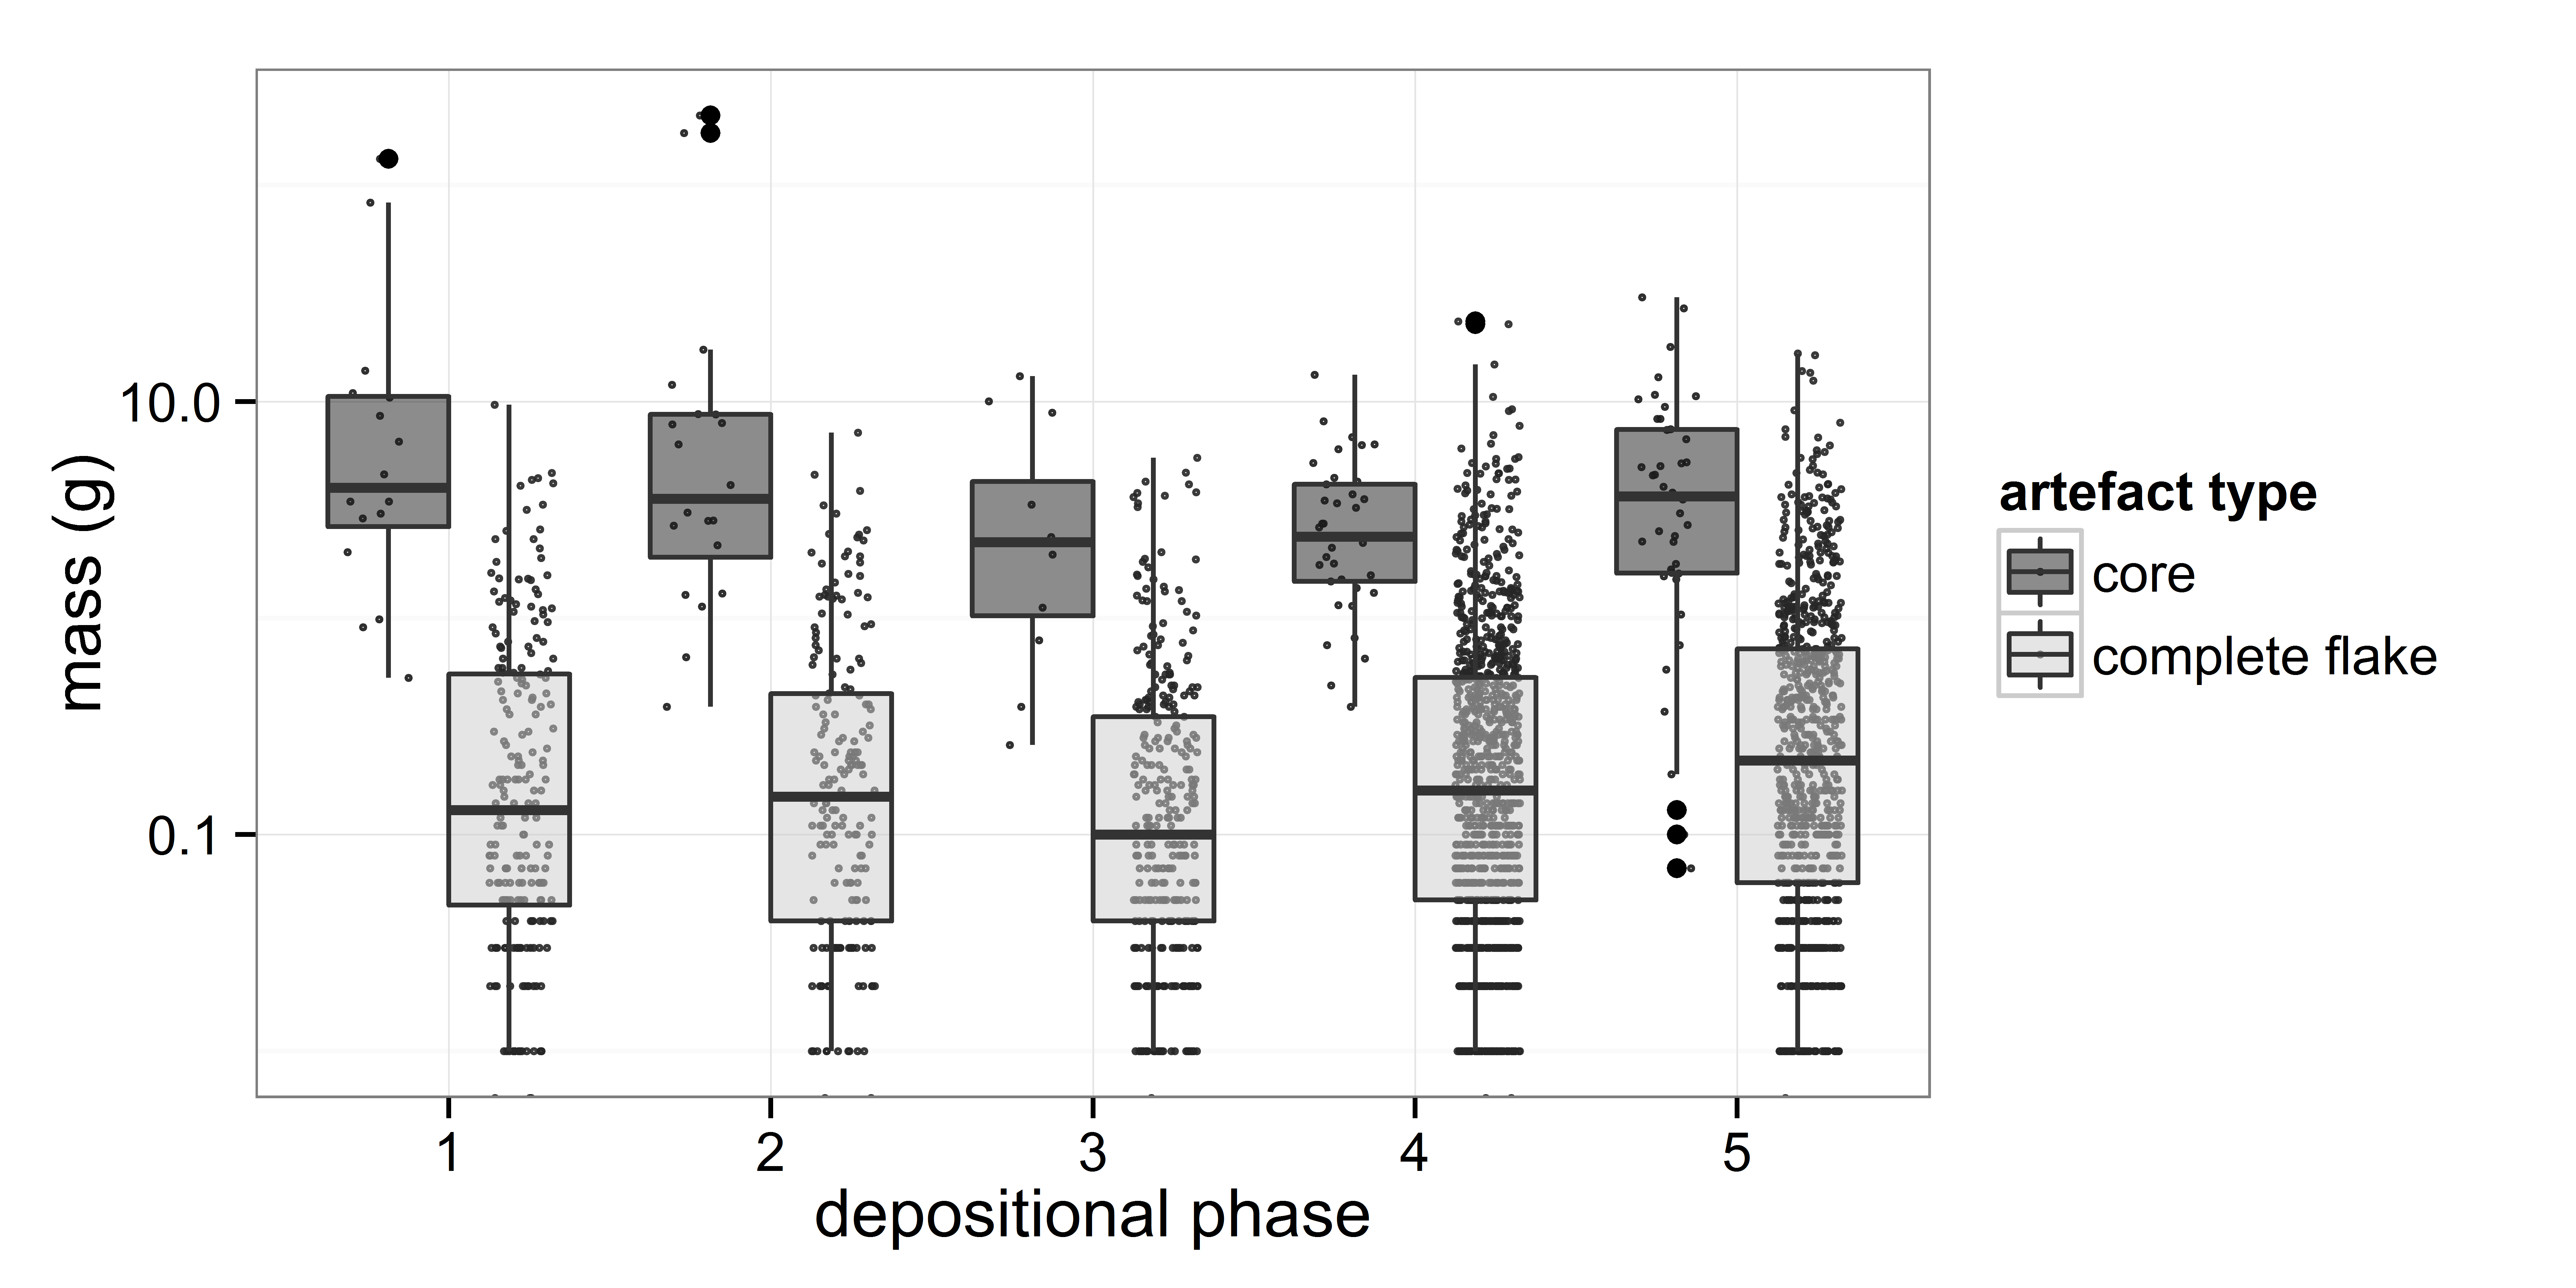 mass (g)
10.0
0.1
1 2 3 4 5
depositional phase
artefact type
core
complete flake